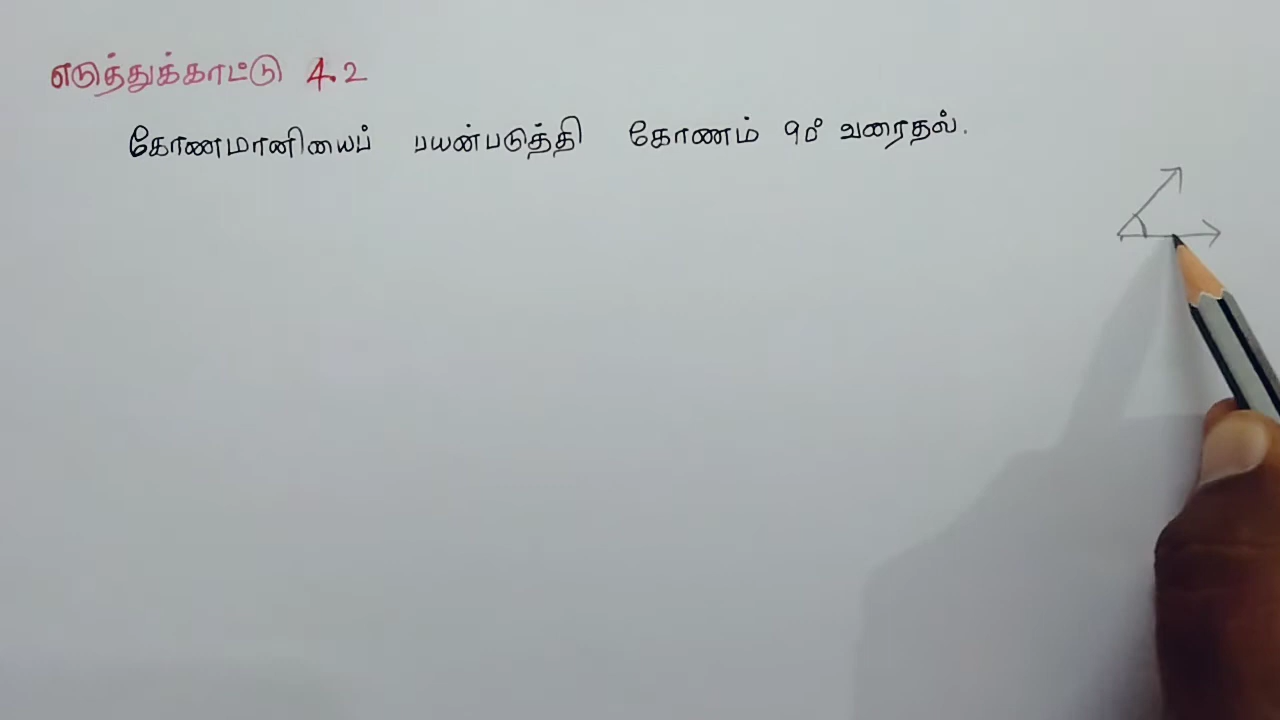 எடுத்துக்காட்டு 4.2
கோணமானியைப் பயன்படுத்தி கோணம் 90° வரைதல்.